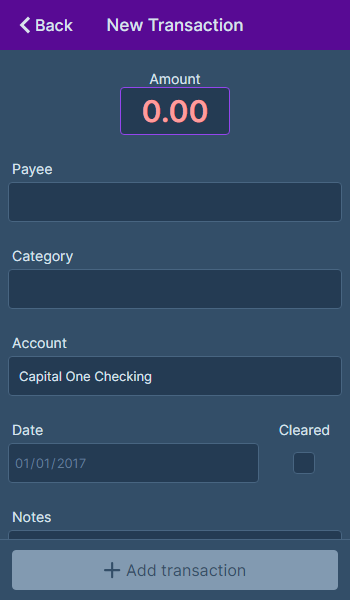 Back New Transaction
Amount
0.00
Payee
Category
Account
Capital One Checking
Date Cleared
01/01/2017
Notes
Add transaction